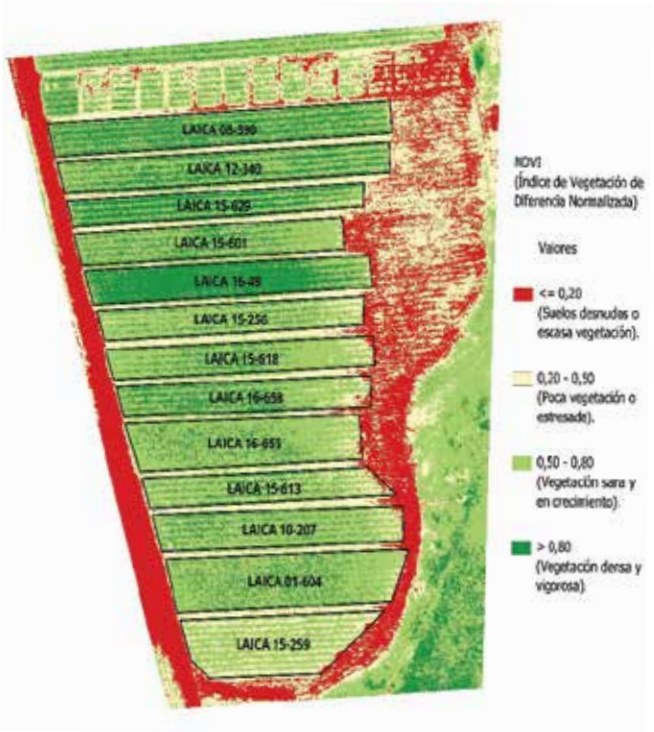 LAICA 08-390
LAICA 12-340
LAICA 15-629
LAICA 15-601
LAICA 16-49
LAICA 15-256
LAICA 15-618
LAICA 16-658
LAICA 16-651
LAICA 15-613
LAICA 10-207
LAICA 01-604
LAICA 15-259
NDVI
(Índice de Vegetación de
Diferencia Normalizada)
Valores
<= 0,20
(Suelos desnudos o
escasa vegetación).
0,20 - 0,50
(Poca vegetación o
estresada).
0,50 - 0,80
(Vegetación sana y
en crecimiento).
> 0,80
(Vegetación densa y
vigorosa)